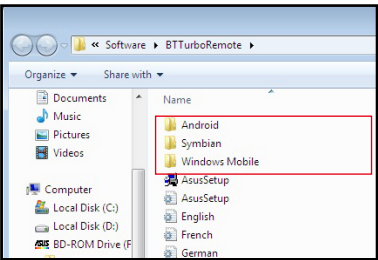 « Software ▸ BTTurboRemote ▸
Organize ▾ Share with ▾
Documents
Music
Pictures
Videos
Computer
Local Disk (C:)
Local Disk (D:)
BD-ROM Drive (F
Name
Android
Symbian
Windows Mobile
AsusSetup
AsusSetup
English
French
German